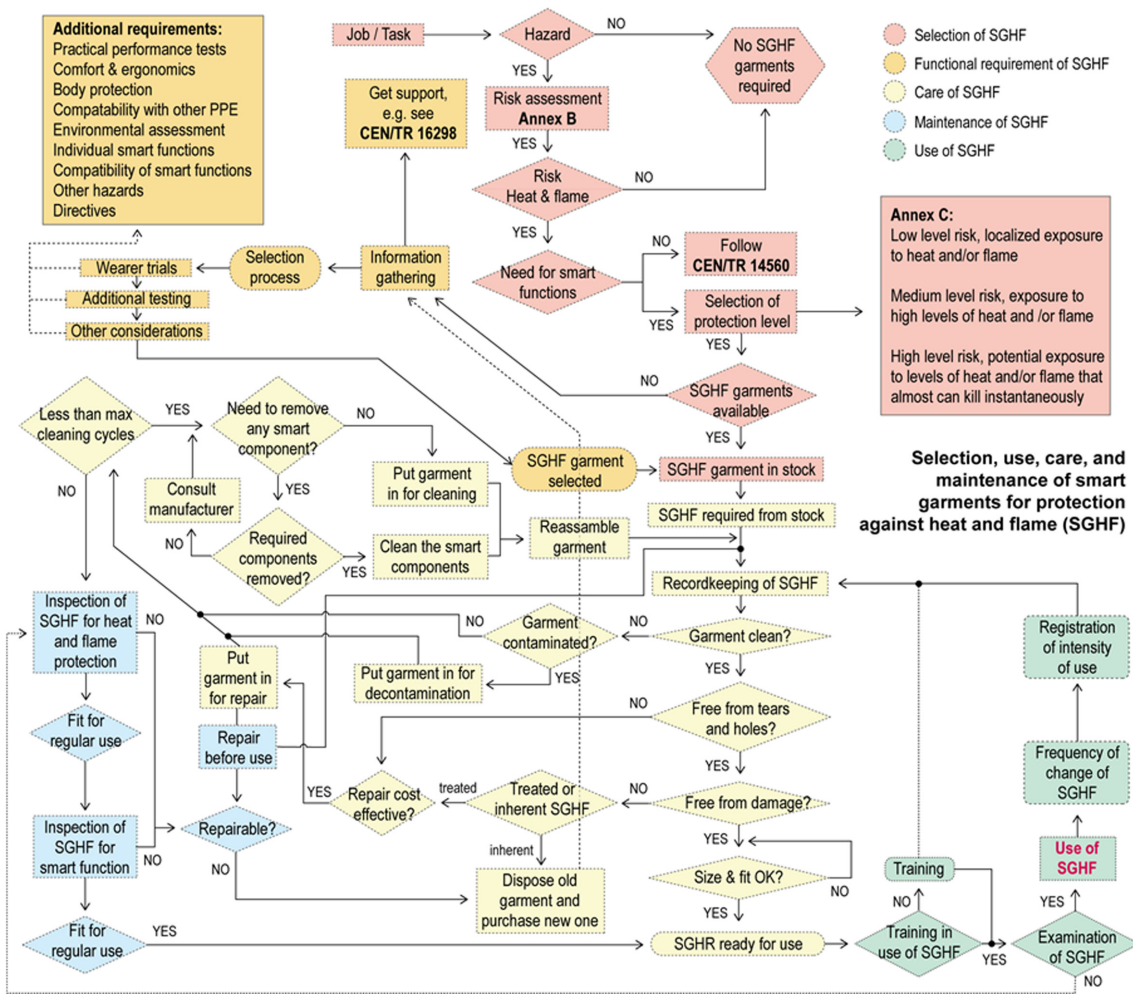 Additional requirements:
Practical performance tests
Comfort & ergonomics
Body protection
Compatability with other PPE
Environmental assessment
Individual smart functions
Compatibility of smart functions
Other hazards
Directives
Job / Task
Hazard
NO
YES
No SGHF
garments
required
Selection of SGHF
Functional requirement of SGHF
Care of SGHF
Maintenance of SGHF
Use of SGHF
Get support,
e.g. see
CEN/TR 16298
Risk assessment
Annex B
YES
Risk
Heat & flame
NO
YES
Annex C:
Low level risk, localized exposure
to heat and/or flame
Medium level risk, exposure to
high levels of heat and /or flame
High level risk, potential exposure
to levels of heat and/or flame that
almost can kill instantaneously
Wearer trials
Additional testing
Other considerations
Selection
process
Information
gathering
Need for smart
functions
NO
YES
Follow
CEN/TR 14560
Selection of
protection level
YES
NO
SGHF garments
available
YES
Less than max
cleaning cycles
YES
NO
Need to remove
any smart
component?
NO
YES
Consult
manufacturer
NO
Required
components
removed?
YES
Put garment
in for cleaning
Clean the smart
components
SGHF garment
selected
Reassamble
garment
SGHF garment in stock
SGHF required from stock
Selection, use, care, and
maintenance of smart
garments for protection
against heat and flame (SGHF)
Recordkeeping of SGHF
Inspection of
SGHF for heat
and flame
protection
NO
Garment
contaminated?
NO
YES
NO
Garment clean?
Put garment in for
decontamination
Put
garment in
for repair
Fit for
regular use
Repair
before use
NO
Free from tears
and holes?
YES
Registration
of intensity
of use
Frequency of
change of
SGHF
Inspection of
SGHF for
smart function
NO
Repairable?
NO
YES
Repair cost
effective?
treated
Treated or
inherent SGHF
inherent
NO
Free from damage?
YES
Dispose old
garment and
purchase new one
Size & fit OK?
NO
YES
Use of
SGHF
Training
NO
YES
Fit for
regular use
YES
SGHR ready for use
Training in
use of SGHF
YES
Examination
of SGHF
NO